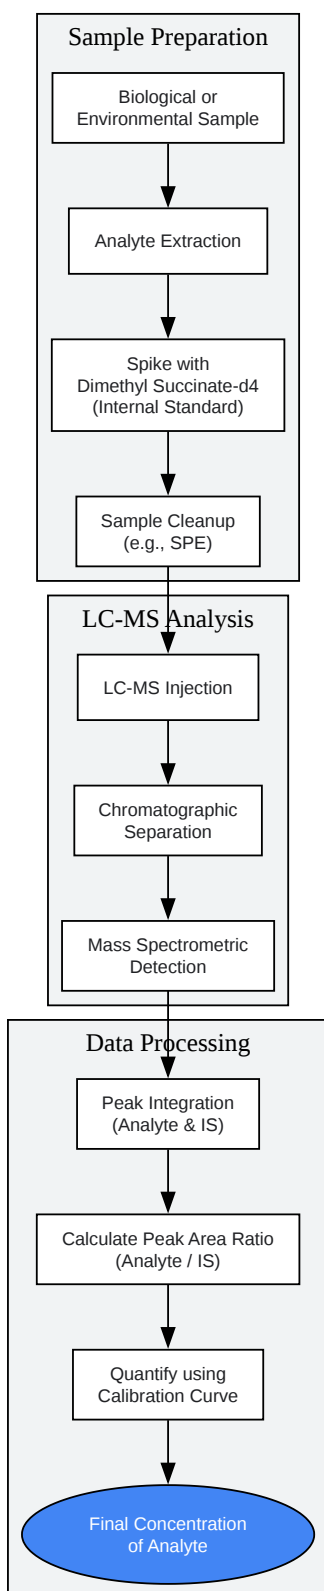 Sample Preparation
Biological or
Environmental Sample
Analyte Extraction
Spike with
Dimethyl Succinate-d4
(Internal Standard)
Sample Cleanup
(e.g., SPE)
LC-MS Analysis
LC-MS Injection
Chromatographic
Separation
Mass Spectrometric
Detection
Data Processing
Peak Integration
(Analyte & IS)
Calculate Peak Area Ratio
(Analyte / IS)
Quantify using
Calibration Curve
Final Concentration
of Analyte